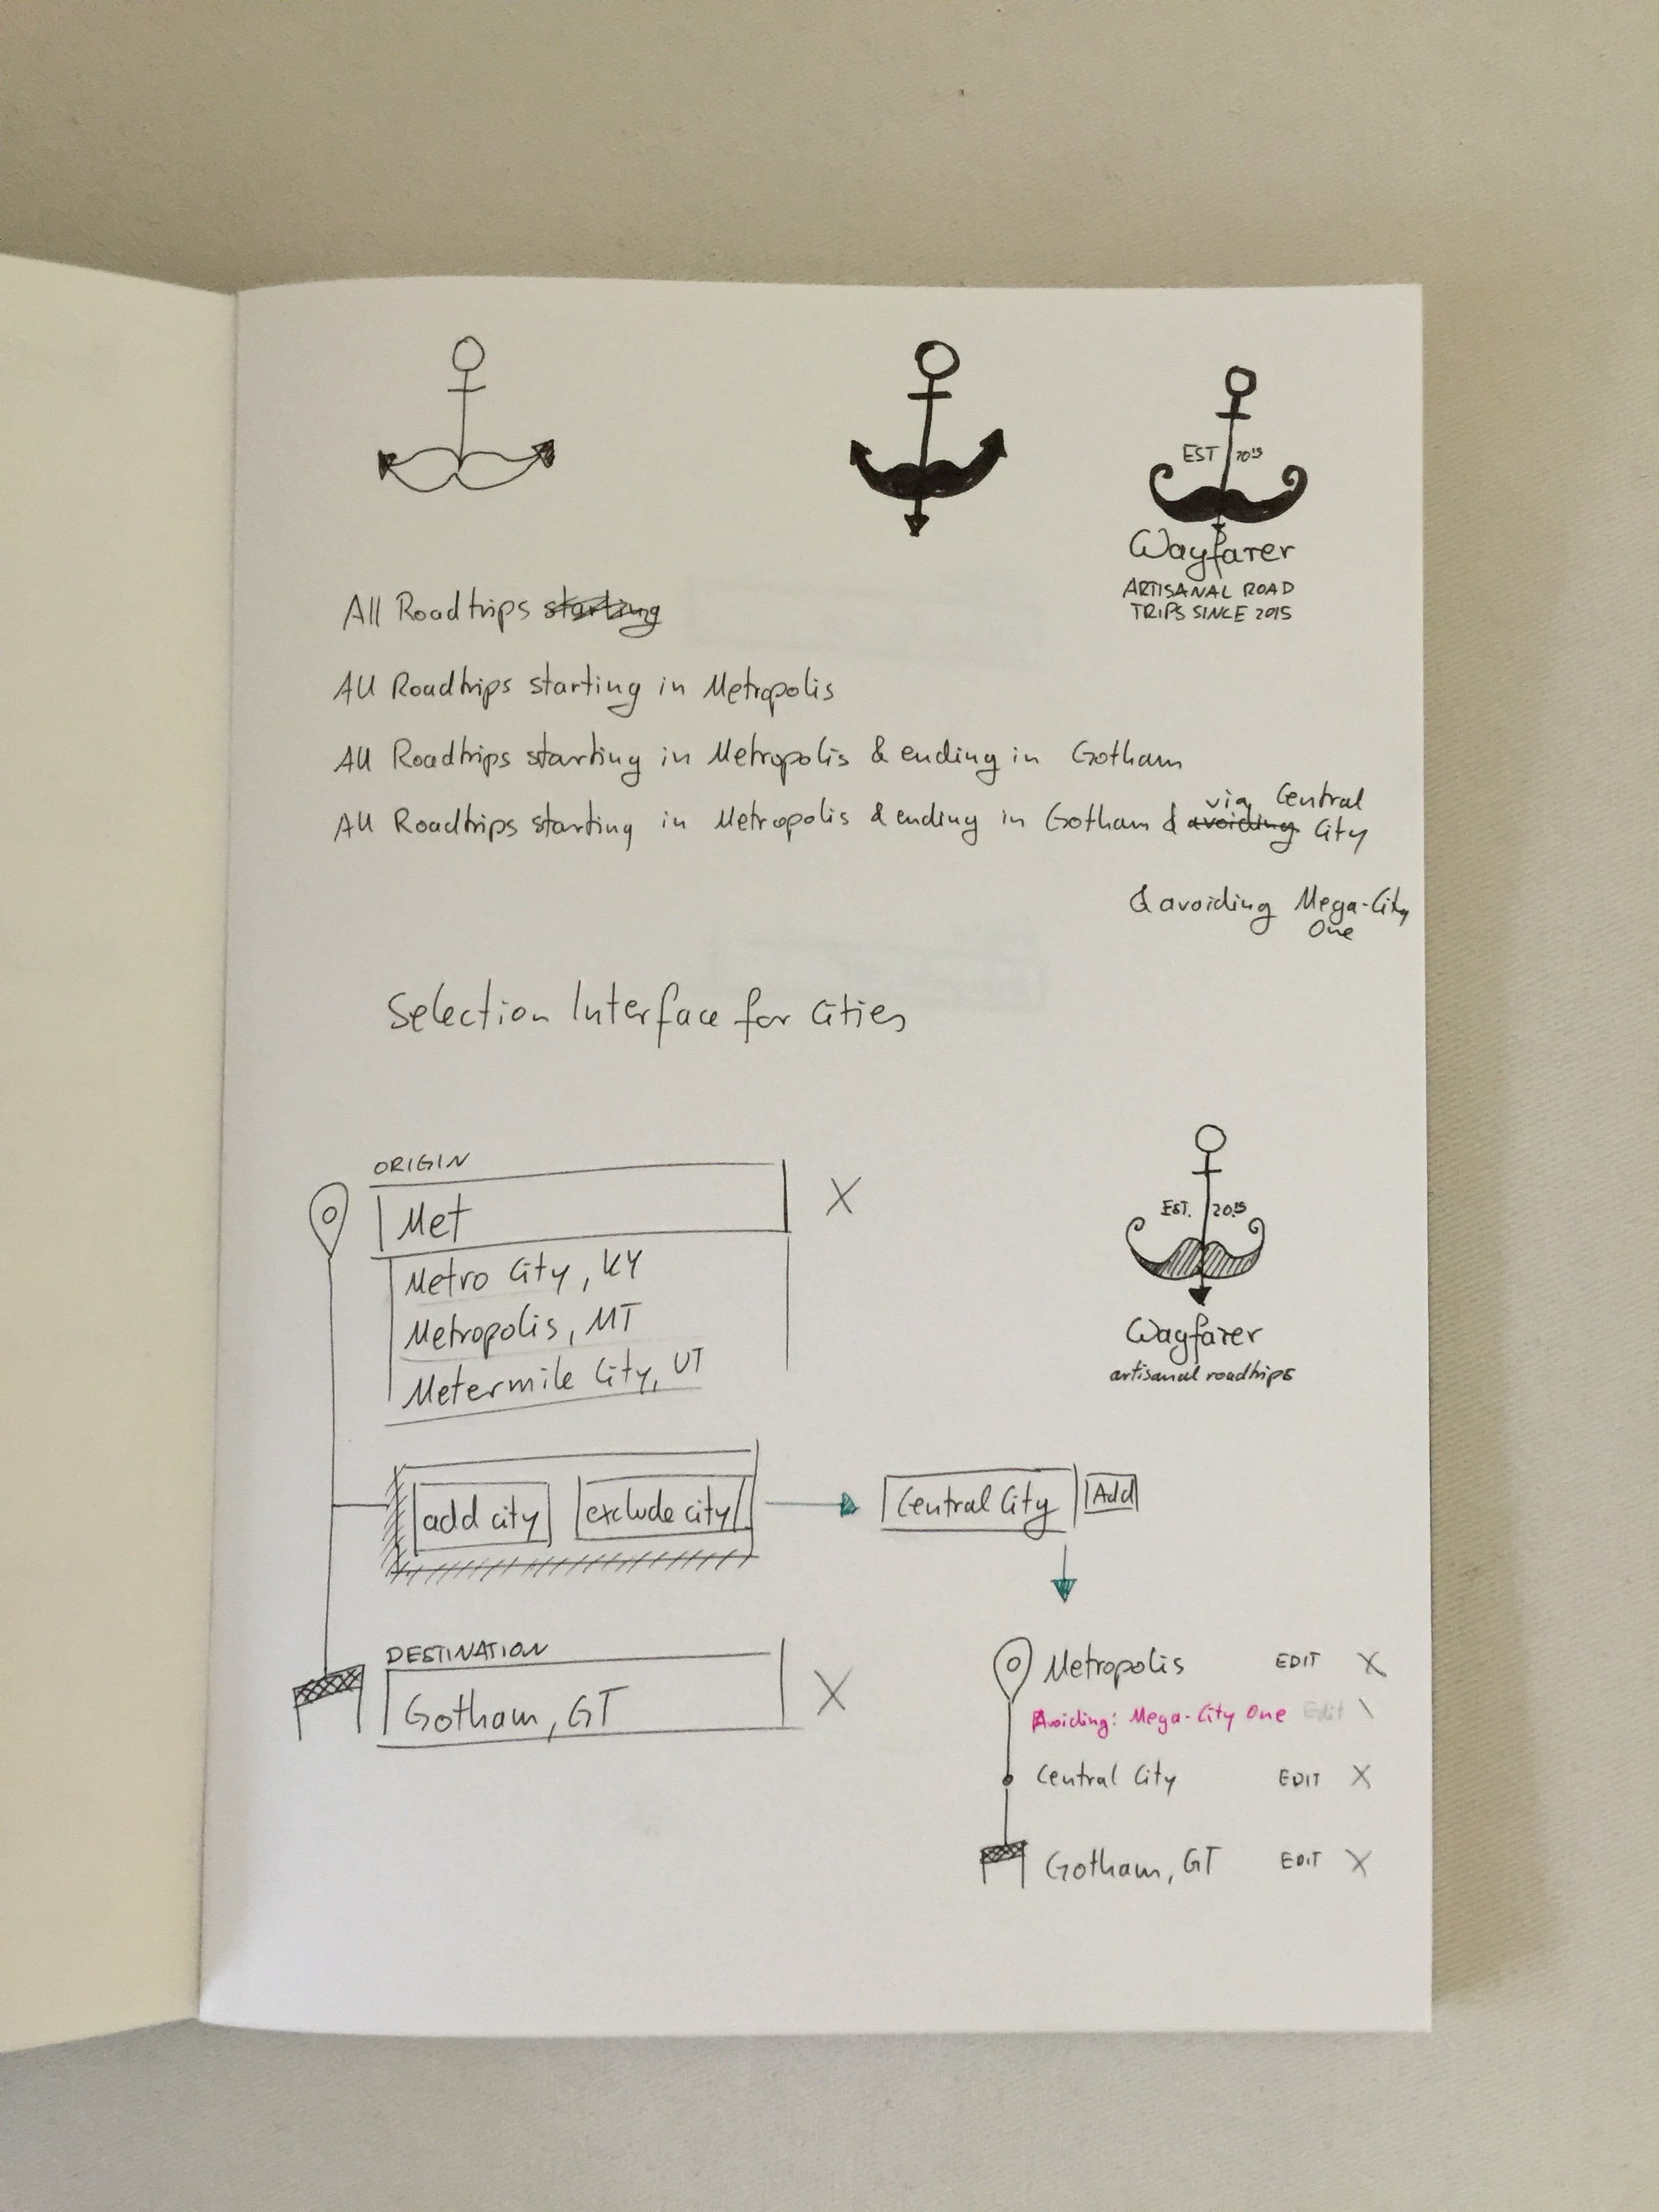 EST 2015
Wayfarer
ARTISANAL ROAD
TRIPS SINCE 2015
All Roadtrips starting
All Roadtrips starting in Metropolis
All Roadtrips starting in Metropolis & ending in Gotham
All Roadtrips starting in Metropolis & ending in Gotham & avoiding via Central City
& avoiding Mega-City
One
Selection Interface for Cities
ORIGIN
Met X
Metro City, KY
Metropolis, MT
Metermile City, UT
EST. 2015
Wayfarer
artisanal roadtrips
add city exclude city Central City Add
DESTINATION
Gotham, GT X
Metropolis EDIT X
Avoiding: Mega-City One Edit \
Central City EDIT X
Gotham, GT EDIT X